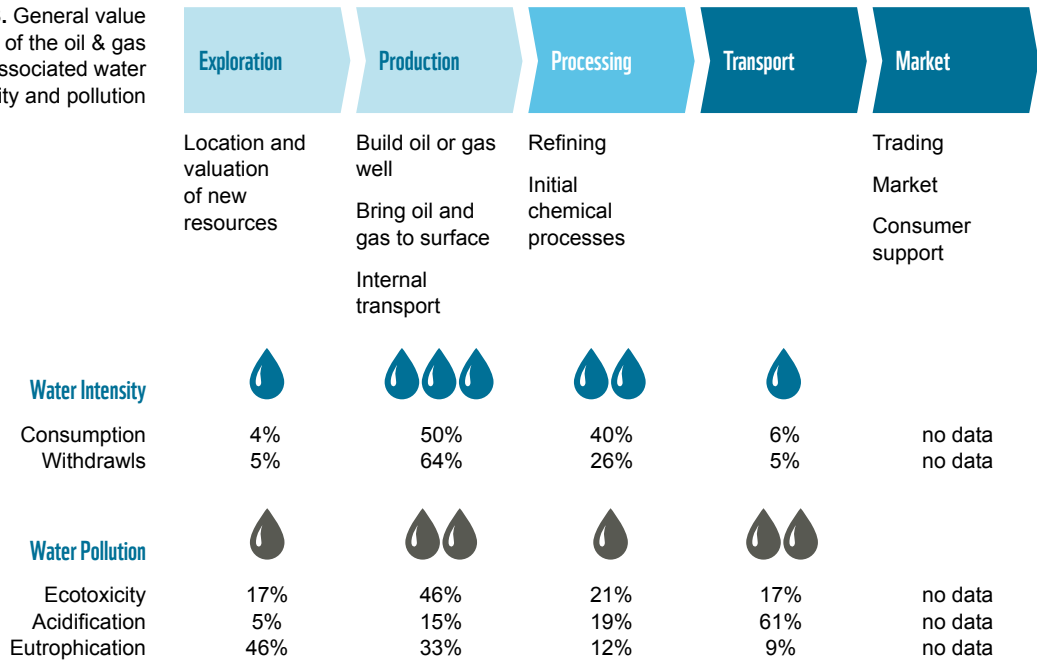 . General value
of the oil & gas
ssociated water
ity and pollution
Exploration
Production
Processing
Transport
Market
Location and
valuation
of new
resources
Build oil or gas
well
Bring oil and
gas to surface
Internal
transport
Refining
Initial
chemical
processes
Trading
Market
Consumer
support
Water Intensity
Consumption 4% 50% 40% 6% no data
Withdrawls 5% 64% 26% 5% no data
Water Pollution
Ecotoxicity 17% 46% 21% 17% no data
Acidification 5% 15% 19% 61% no data
Eutrophication 46% 33% 12% 9% no data